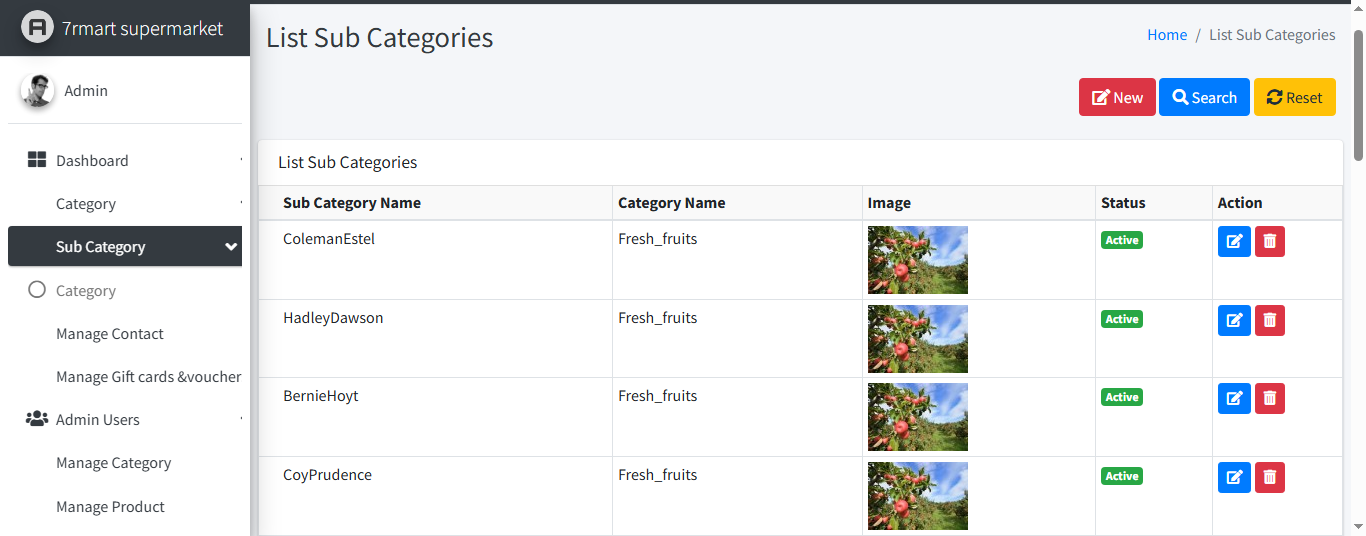 7rmart supermarket
Admin
Dashboard
Category
Sub Category
Category
Manage Contact
Manage Gift cards &voucher
Admin Users
Manage Category
Manage Product
List Sub Categories
Home / List Sub Categories
New Search Reset
List Sub Categories
Sub Category Name Category Name Image Status Action
ColemanEstel Fresh_fruits Active
HadleyDawson Fresh_fruits Active
BernieHoyt Fresh_fruits Active
CoyPrudence Fresh_fruits Active